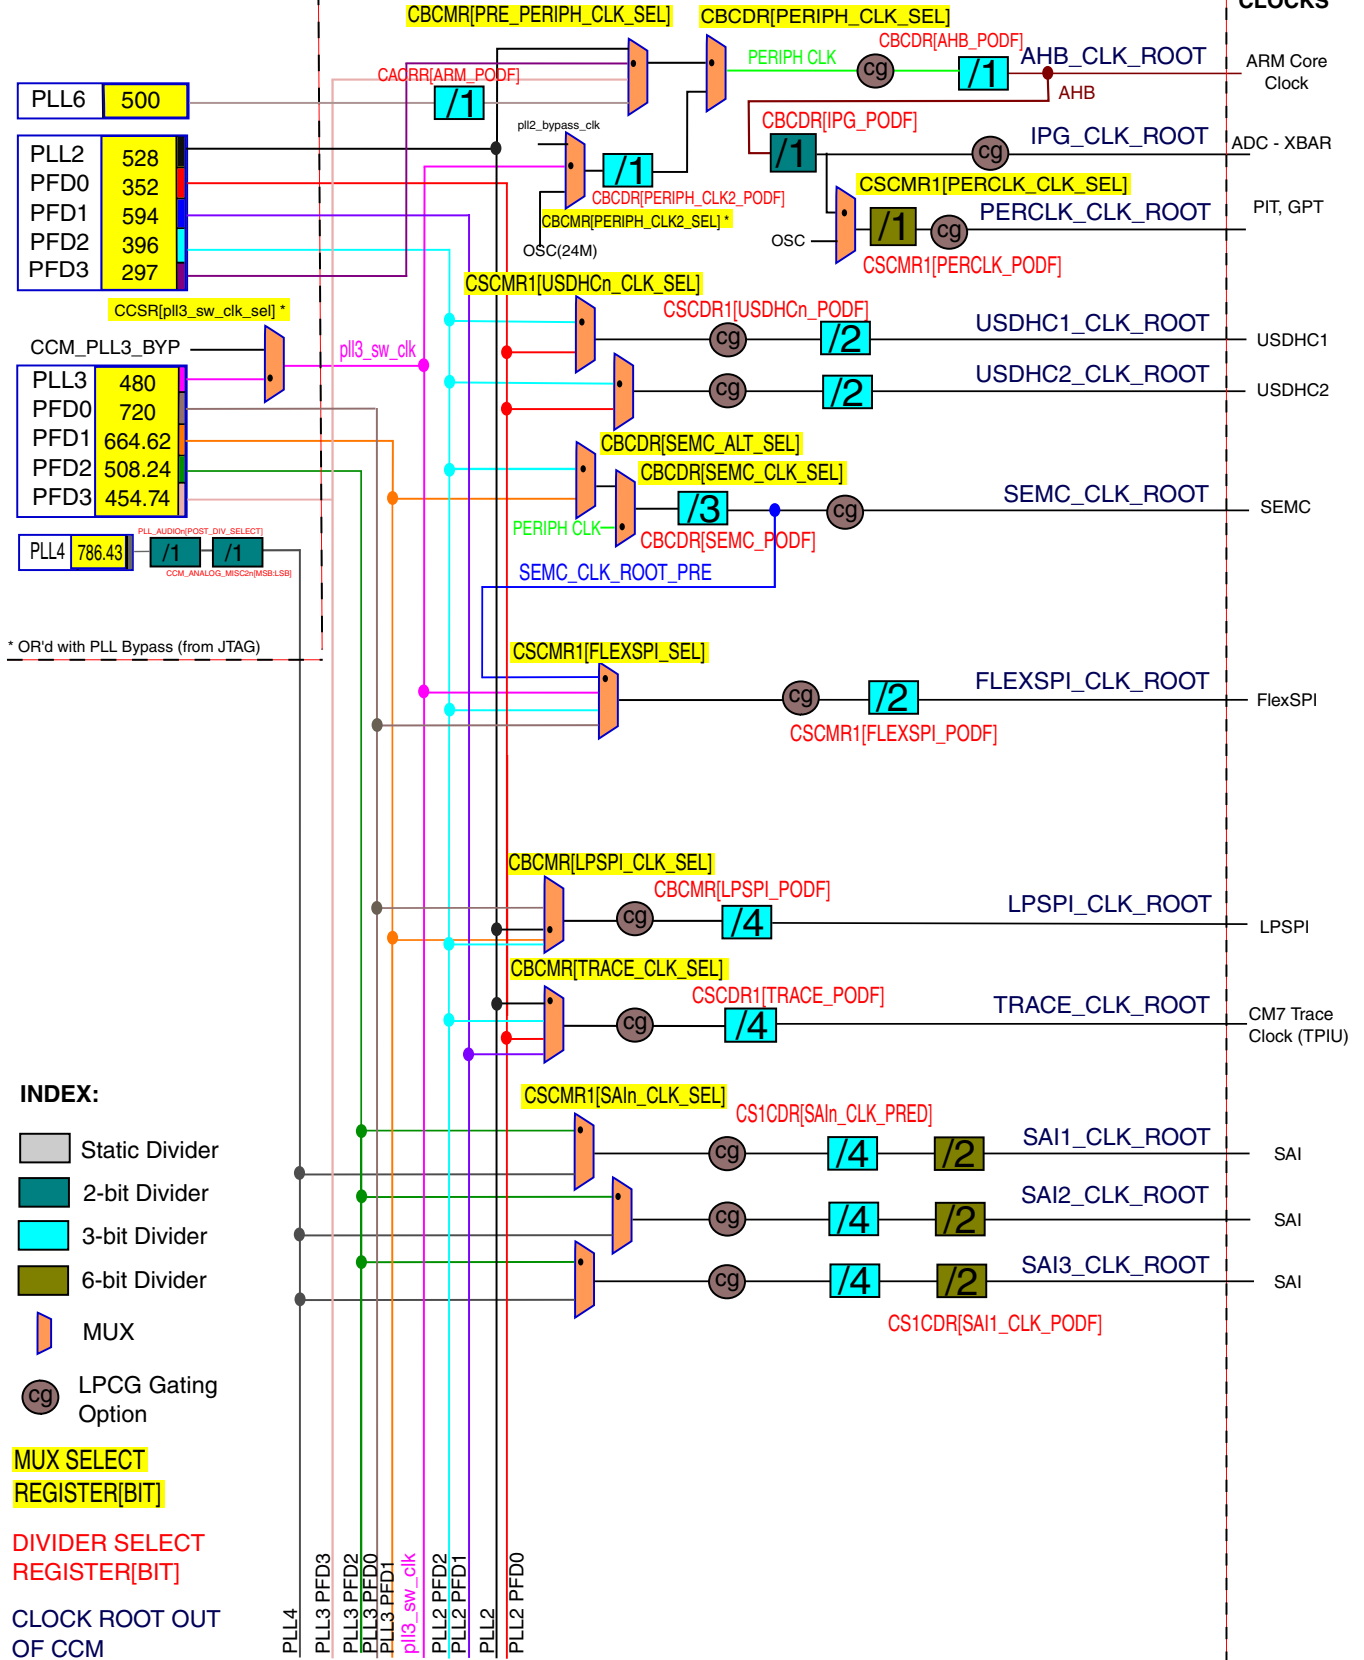 CLOCKS
CBCMR[PRE_PERIPH_CLK_SEL]
CBCDR[PERIPH_CLK_SEL]
PERIPH CLK
cg
CBCDR[AHB_PODF]
/1
AHB_CLK_ROOT
ARM Core
Clock
AHB
PLL6 500
CACRR[ARM_PODF]
/1
pll2_bypass_clk
/1
CBCDR[PERIPH_CLK2_PODF]
CBCMR[PERIPH_CLK2_SEL] *
OSC(24M)
CBCDR[IPG_PODF]
/1
cg
IPG_CLK_ROOT
ADC - XBAR
CSCMR1[PERCLK_CLK_SEL]
OSC
/1
cg
PERCLK_CLK_ROOT
PIT, GPT
CSCMR1[PERCLK_PODF]
PLL2 528
PFD0 352
PFD1 594
PFD2 396
PFD3 297
CCSR[pll3_sw_clk_sel] *
CCM_PLL3_BYP
pll3_sw_clk
PLL3 480
PFD0 720
PFD1 664.62
PFD2 508.24
PFD3 454.74
PLL4 786.43
PLL_AUDIOn[POST_DIV_SELECT]
/1 /1
CCM_ANALOG_MISC2n[MSB:LSB]
* OR'd with PLL Bypass (from JTAG)
CSCMR1[USDHCn_CLK_SEL]
CSCDR1[USDHCn_PODF]
cg /2
USDHC1_CLK_ROOT
USDHC1
cg /2
USDHC2_CLK_ROOT
USDHC2
CBCDR[SEMC_ALT_SEL]
CBCDR[SEMC_CLK_SEL]
PERIPH CLK
/3
cg
SEMC_CLK_ROOT
SEMC
CBCDR[SEMC_PODF]
SEMC_CLK_ROOT_PRE
CSCMR1[FLEXSPI_SEL]
cg /2
FLEXSPI_CLK_ROOT
FlexSPI
CSCMR1[FLEXSPI_PODF]
CBCMR[LPSPI_CLK_SEL]
CBCMR[LPSPI_PODF]
cg /4
LPSPI_CLK_ROOT
LPSPI
CBCMR[TRACE_CLK_SEL]
CSCDR1[TRACE_PODF]
cg /4
TRACE_CLK_ROOT
CM7 Trace
Clock (TPIU)
CSCMR1[SAIn_CLK_SEL]
CS1CDR[SAIn_CLK_PRED]
cg /4 /2
SAI1_CLK_ROOT
SAI
cg /4 /2
SAI2_CLK_ROOT
SAI
cg /4 /2
SAI3_CLK_ROOT
SAI
CS1CDR[SAI1_CLK_PODF]
INDEX:
Static Divider
2-bit Divider
3-bit Divider
6-bit Divider
MUX
cg
LPCG Gating
Option
MUX SELECT
REGISTER[BIT]
DIVIDER SELECT
REGISTER[BIT]
CLOCK ROOT OUT
OF CCM
PLL4
PLL3 PFD3
PLL3 PFD2
PLL3 PFD0
PLL3 PFD1
pll3_sw_clk
PLL2 PFD2
PLL2 PFD1
PLL2
PLL2 PFD0